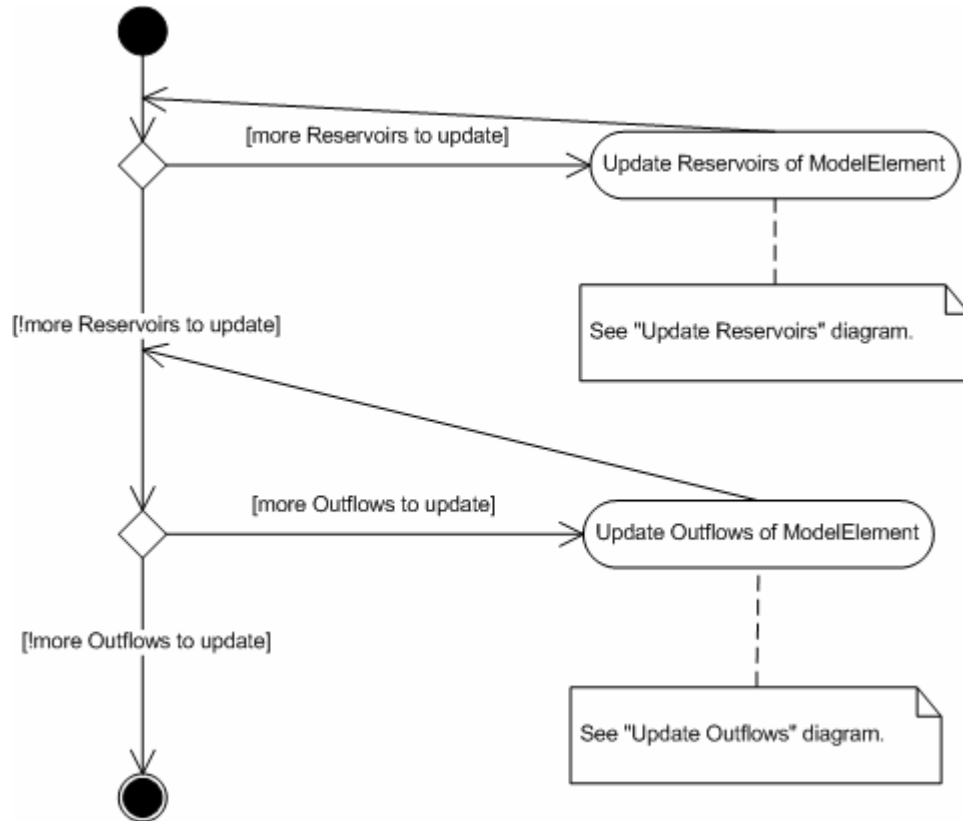 [more Reservoirs to update]
Update Reservoirs of ModelElement
[!more Reservoirs to update]
See "Update Reservoirs" diagram.
[more Outflows to update]
Update Outflows of ModelElement
[!more Outflows to update]
See "Update Outflows" diagram.